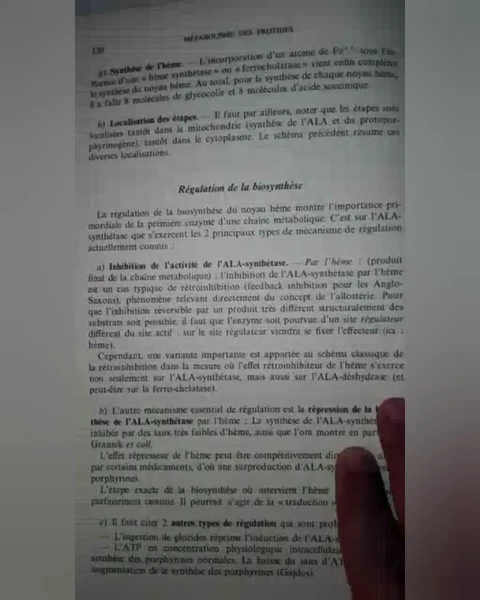 130
MÉTABOLISME DES PROTIDES
g) Synthèse de l'hème. — L'incorporation d'un atome de Fe++ sous l'in-
fluence d'une « hème synthétase » ou « ferrochélatase » vient enfin compléter
le synthèse du noyau hème. Au total, pour la synthèse de chaque noyau hème,
il a fallu 8 molécules de glycocolle et 8 molécules d'acide succinique.
h) Localisation des étapes. — Il faut par ailleurs, noter que les étapes sont
localisées tantôt dans la mitochondrie (synthèse de l'ALA et du protopor-
phyrinogène), tantôt dans le cytoplasme. Le schéma précédent résume ces
diverses localisations.
Régulation de la biosynthèse
La régulation de la biosynthèse du noyau hème montre l'importance pri-
mordiale de la première enzyme d'une chaîne métabolique. C'est sur l'ALA-
synthétase que s'exercent les 2 principaux types de mécanisme de régulation
actuellement connus :
a) Inhibition de l'activité de l'ALA-synthétase. — Par l'hème : (produit
final de la chaîne métabolique) : l'inhibition de l'ALA-synthétase par l'hème
est un cas typique de rétroinhibition (feedback inhibition pour les Anglo-
Saxons), phénomène relevant directement du concept de l'allostérie. Pour
que l'inhibition réversible par un produit très différent structuralement des
substrats soit possible, il faut que l'enzyme soit pourvue d'un site régulateur
différent du site actif : sur le site régulateur viendra se fixer l'effecteur (ici :
hème).
Cependant, une variante importante est apportée au schéma classique de
la rétroinhibition dans la mesure où l'effet rétroinhibiteur de l'hème s'exerce
non seulement sur l'ALA-synthétase, mais aussi sur l'ALA-déshydrase (et
peut-être sur la ferro-chélatase).
b) L'autre mécanisme essentiel de régulation est la répression de la
thèse de l'ALA-synthétase par l'hème : La synthèse de l'ALA-synthé
inhibée par des taux très faibles d'hème, ainsi que l'ont montré en par
Granick et coll.
L'effet répresseur de l'hème peut être compétitivement di
par certains médicaments, d'où une surproduction d'ALA-sy
porphyrines.
L'étape exacte de la biosynthèse où intervient l'hème
parfaitement connue. Il pourrait s'agir de la « traduction »
c) Il faut citer 2 autres types de régulation qui sont prob
— L'ingestion de glucides réprime l'induction de l'ALA-s
— L'ATP en concentration physiologique intracellulai
synthèse des porphyrines normales. La baisse du taux d'AT
augmentation de la synthèse des porphyrines (Gajdos).